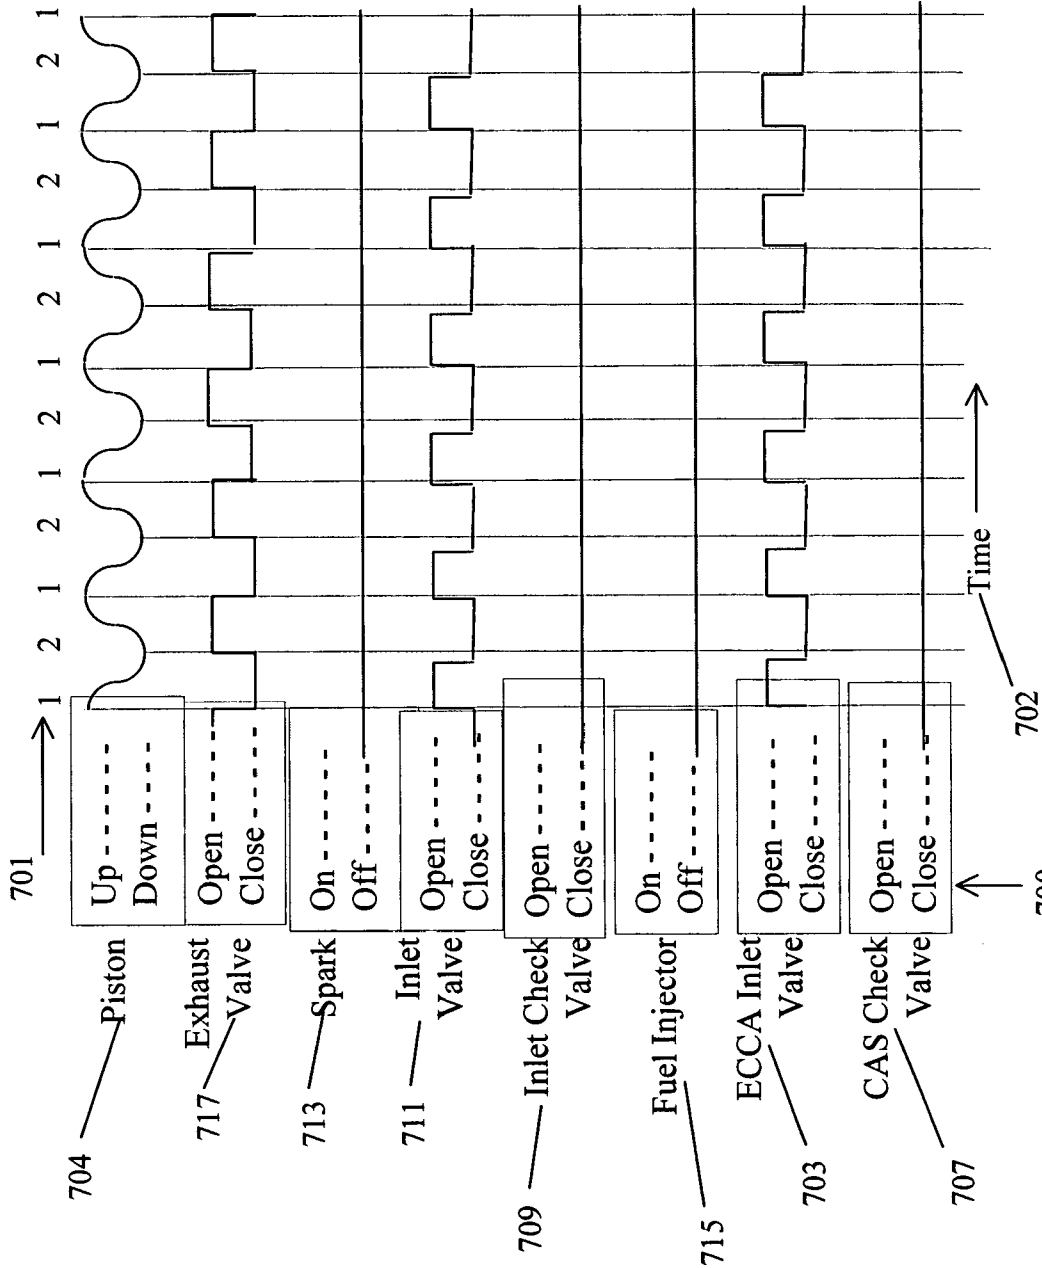 701
1 2 1 2 1 2 1 2 1 2 1 2 1
704
Piston
Up
Down
717
Exhaust
Valve
Open
Close
713
Spark
On
Off
711
Inlet
Valve
Open
Close
709
Inlet Check
Valve
Open
Close
715
Fuel Injector
On
Off
703
ECCA Inlet
Valve
Open
Close
707
CAS Check
Valve
Open
Close
Time
702